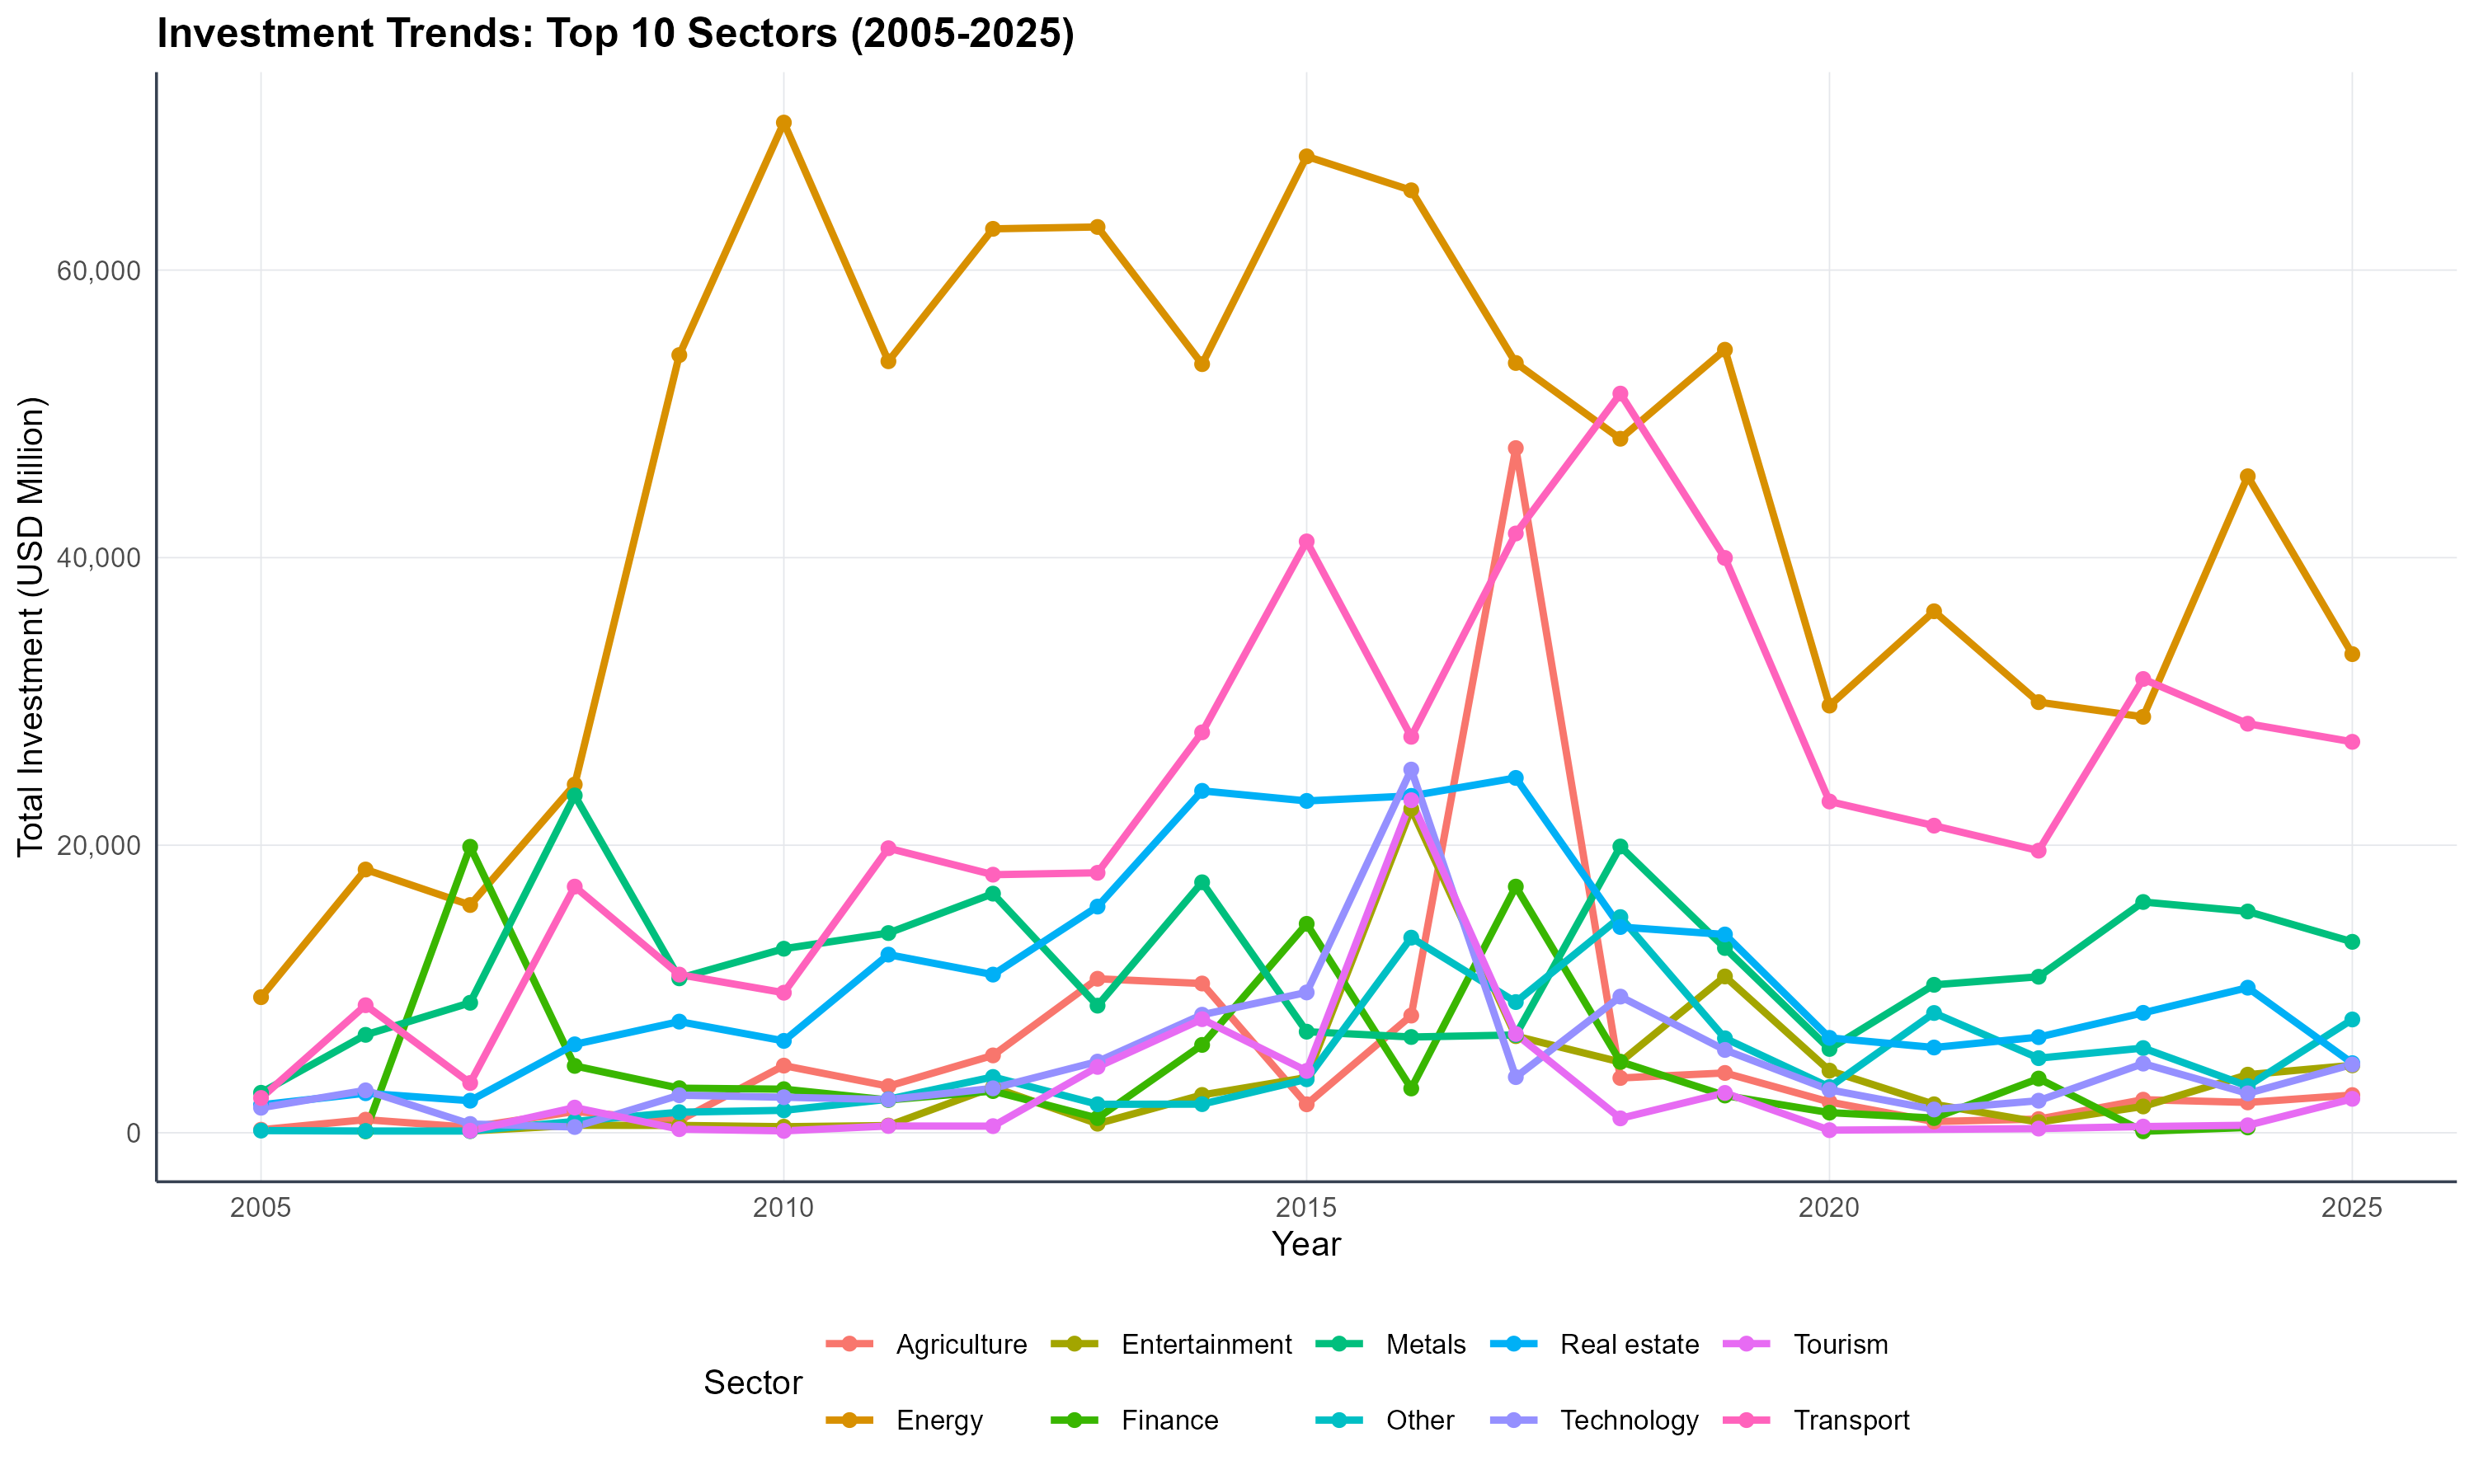 Investment Trends: Top 10 Sectors (2005-2025)
Total Investment (USD Million)
60,000
40,000
20,000
0
2005 2010 2015 2020 2025
Year
Sector
Agriculture Entertainment Metals Real estate Tourism
Energy Finance Other Technology Transport